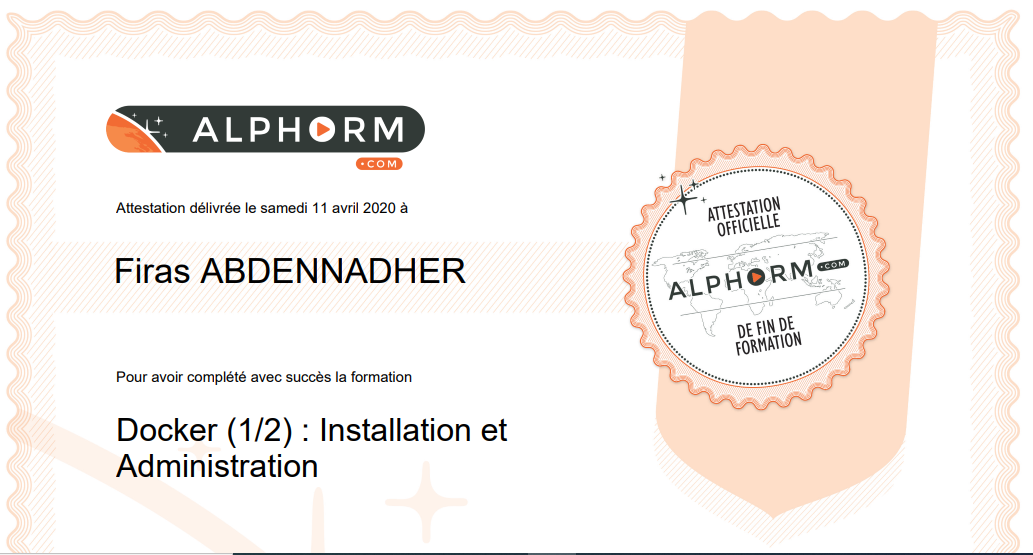 ALPHORM
•COM
Attestation délivrée le samedi 11 avril 2020 à
Firas ABDENNADHER
Pour avoir complété avec succès la formation
Docker (1/2) : Installation et
Administration
ATTESTATION
OFFICIELLE
ALPHORM •COM
DE FIN DE
FORMATION